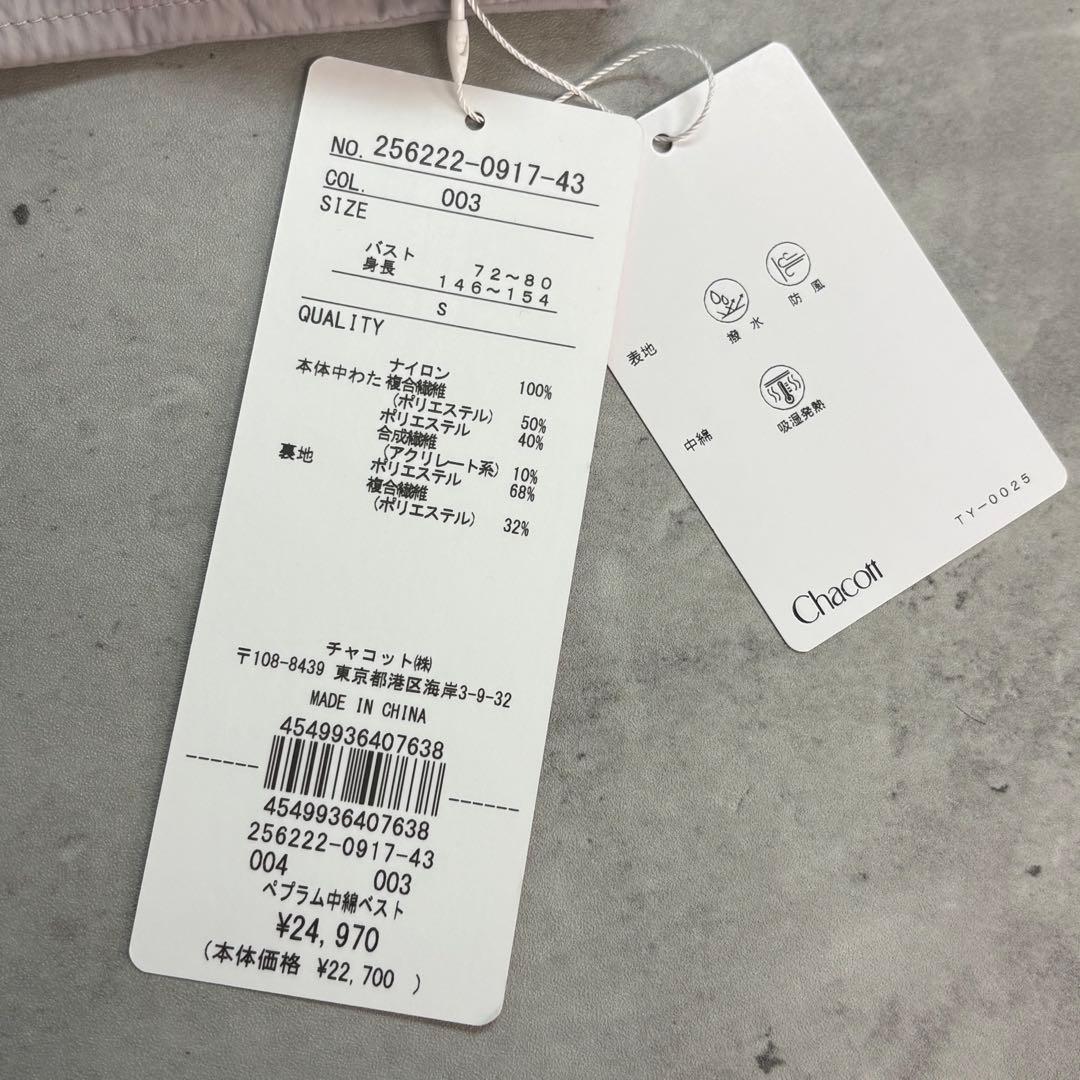 NO. 256222-0917-43
COL. 003
SIZE
バスト 72～80
身長 146～154
S
QUALITY
本体 ナイロン 100%
中わた 複合繊維
(ポリエステル) 50%
ポリエステル 40%
合成繊維
(アクリレート系) 10%
裏地 ポリエステル 68%
複合繊維
(ポリエステル) 32%
チャコット㈱
〒108-8439 東京都港区海岸3-9-32
MADE IN CHINA
4549936407638
4549936407638
256222-0917-43
004 003
ペプラム中綿ベスト
¥24,970
(本体価格 ¥22,700 )
表地
撥水
防風
中綿
吸湿発熱
TY-0025
Chacott